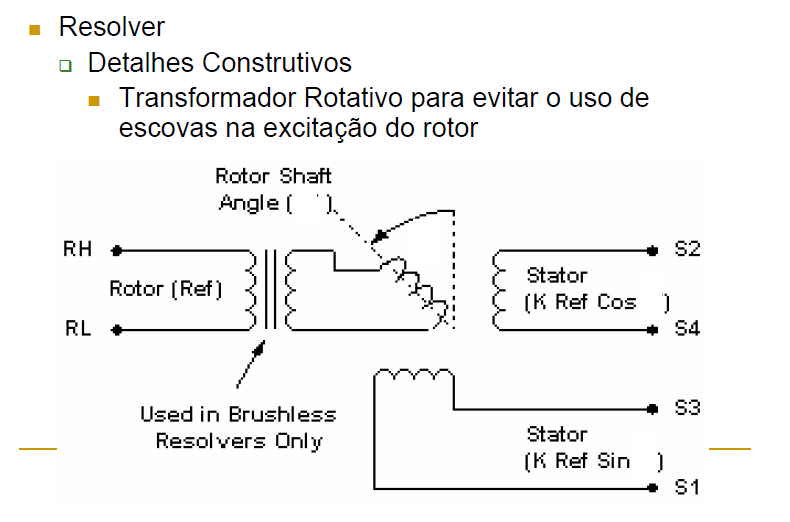 Resolver
Detalhes Construtivos
Transformador Rotativo para evitar o uso de
escovas na excitação do rotor
Rotor Shaft
Angle ( ).
RH
Rotor (Ref)
RL
S2
Stator
(K Ref Cos )
S4
Used in Brushless
Resolvers Only
S3
Stator
(K Ref Sin )
S1